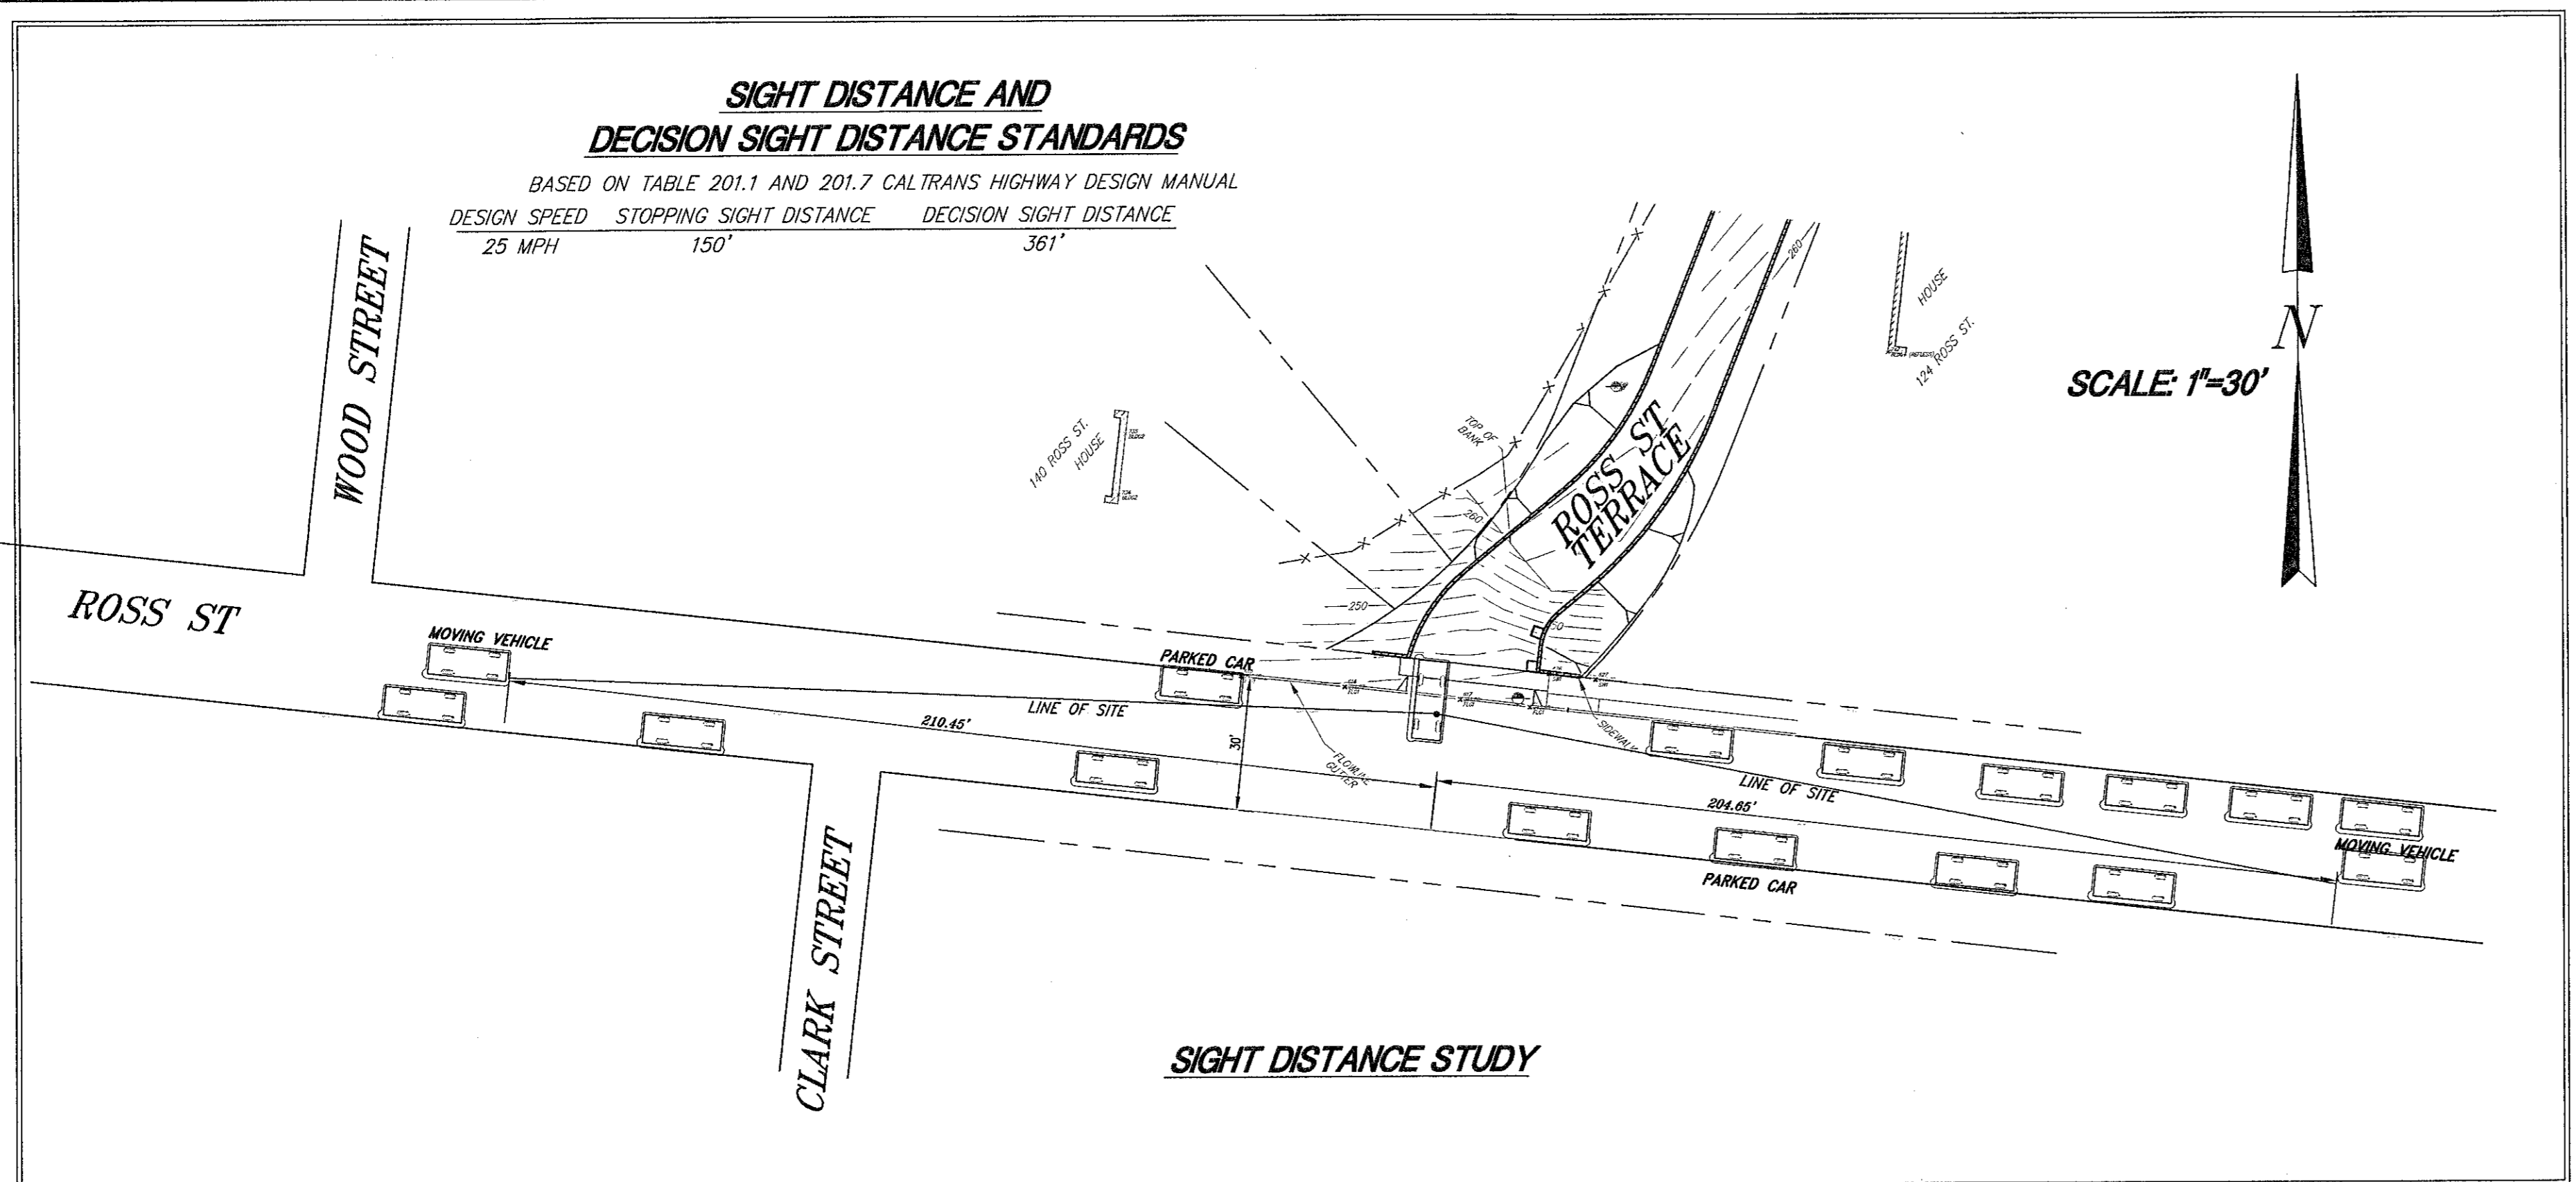 SIGHT DISTANCE AND
DECISION SIGHT DISTANCE STANDARDS
BASED ON TABLE 201.1 AND 201.7 CALTRANS HIGHWAY DESIGN MANUAL
DESIGN SPEED STOPPING SIGHT DISTANCE DECISION SIGHT DISTANCE
25 MPH 150' 361'
WOOD STREET
ROSS ST
140 ROSS ST.
HOUSE
TOP OF
BANK
260
260
250
50
ROSS ST
TERRACE
HOUSE
124 ROSS ST.
N
SCALE: 1"=30'
MOVING VEHICLE
PARKED CAR
LINE OF SITE
210.45'
30'
FLOWLINE
GUTTER
SIDEWALK
LINE OF SITE
204.65'
MOVING VEHICLE
PARKED CAR
CLARK STREET
SIGHT DISTANCE STUDY